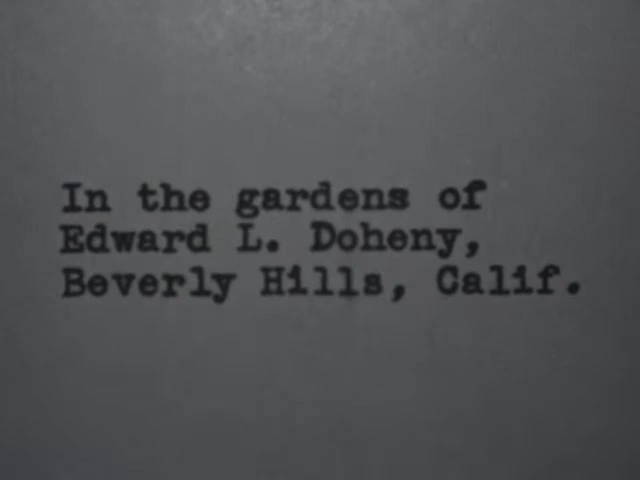 In the gardens of
Edward L. Doheny,
Beverly Hills, Calif.